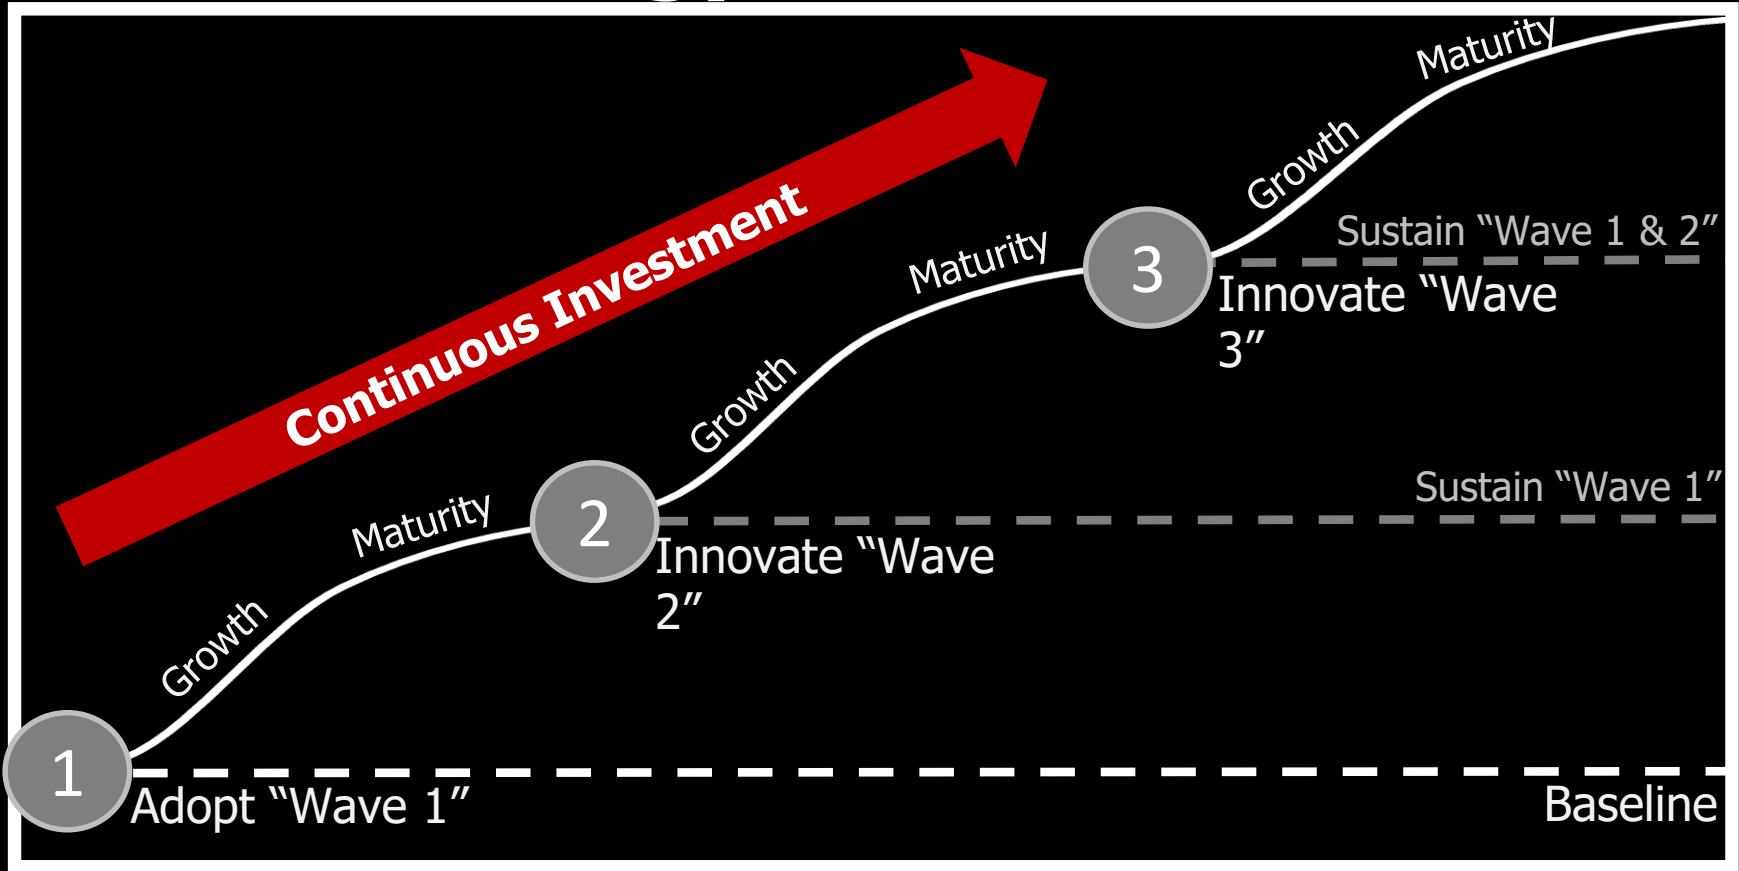 Maturity
Growth
Continuous Investment
Sustain “Wave 1 & 2”
Maturity
3
Innovate “Wave
3”
Growth
Sustain “Wave 1”
Maturity
2
Innovate “Wave
2”
Growth
1
Adopt “Wave 1”
Baseline